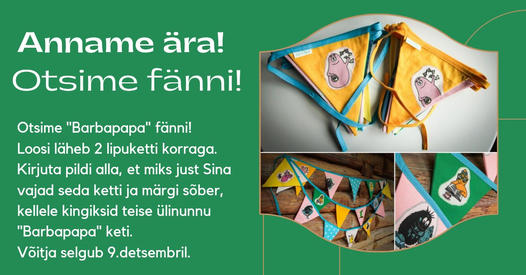 Anname ära!
Otsime fänni!
Otsime "Barbapapa" fänni!
Loosi läheb 2 lipuketti korraga.
Kirjuta pildi alla, et miks just Sina
vajad seda ketti ja märgi sõber,
kellele kingiksid teise ülinunnu
"Barbapapa" keti.
Võitja selgub 9.detsembril.